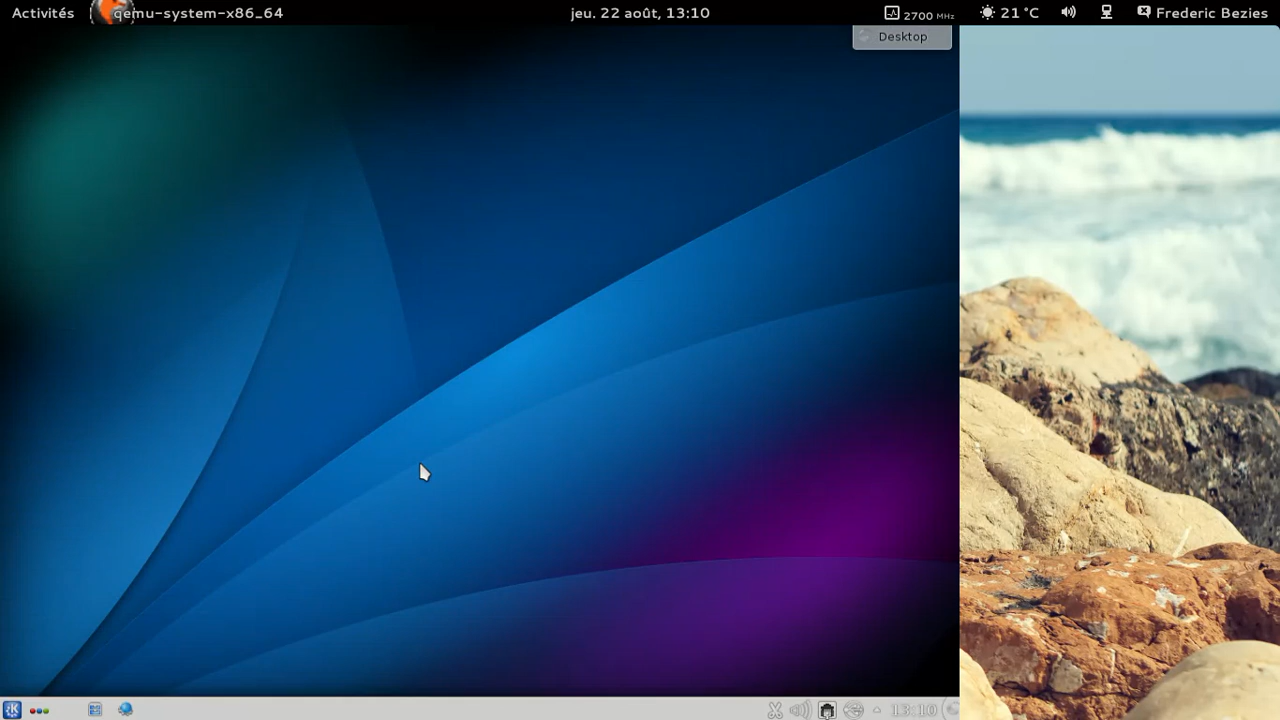 Activités qemu-system-x86_64 jeu. 22 août, 13:10 2700 MHz 21 °C Frederic Bezies
Desktop
13:10